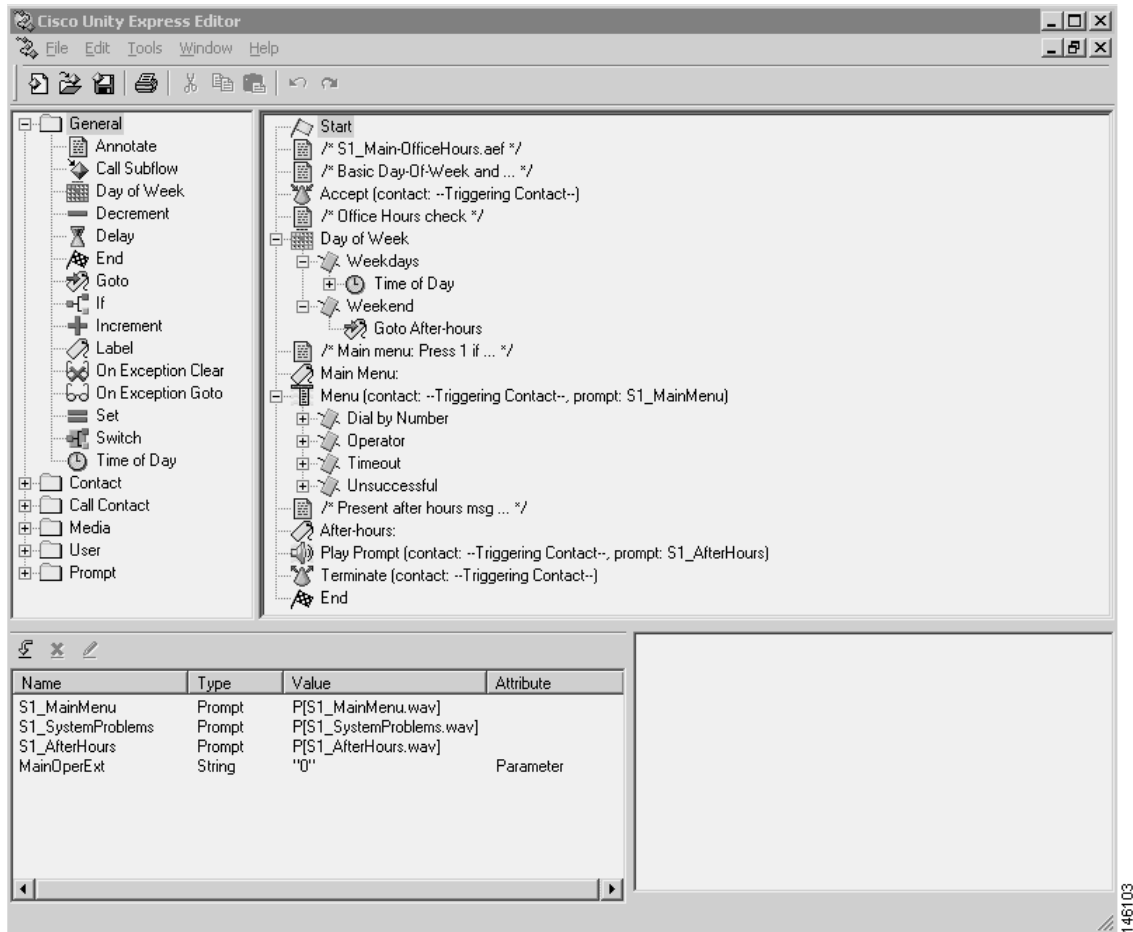 Cisco Unity Express Editor
File Edit Tools Window Help
General
Annotate
Call Subflow
Day of Week
Decrement
Delay
End
Goto
If
Increment
Label
On Exception Clear
On Exception Goto
Set
Switch
Time of Day
Contact
Call Contact
Media
User
Prompt
Start
/* S1_Main-OfficeHours.aef */
/* Basic Day-Of-Week and ... */
Accept (contact: --Triggering Contact--)
/* Office Hours check */
Day of Week
Weekdays
Time of Day
Weekend
Goto After-hours
/* Main menu: Press 1 if ... */
Main Menu:
Menu (contact: --Triggering Contact--, prompt: S1_MainMenu)
Dial by Number
Operator
Timeout
Unsuccessful
/* Present after hours msg ... */
After-hours:
Play Prompt (contact: --Triggering Contact--, prompt: S1_AfterHours)
Terminate (contact: --Triggering Contact--)
End
Name Type Value Attribute
S1_MainMenu Prompt P[S1_MainMenu.wav]
S1_SystemProblems Prompt P[S1_SystemProblems.wav]
S1_AfterHours Prompt P[S1_AfterHours.wav]
MainOperExt String "0" Parameter
146103